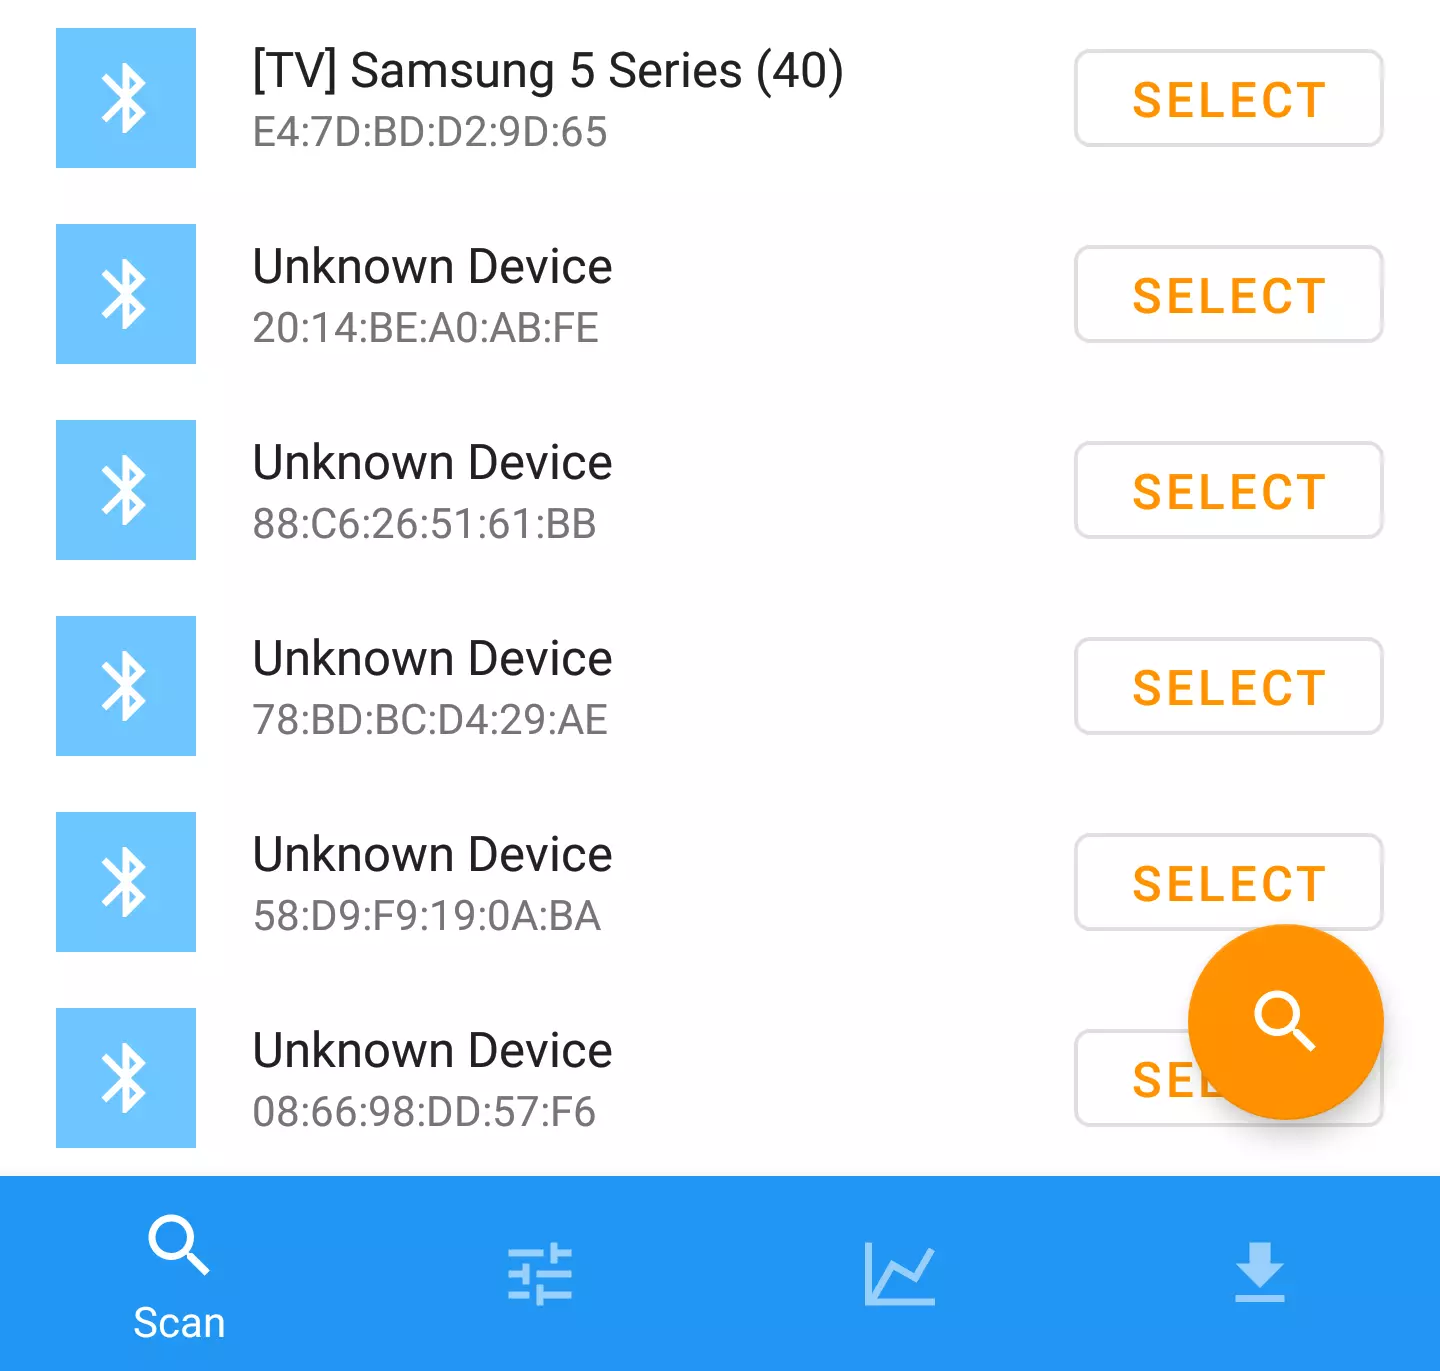 [TV] Samsung 5 Series (40)
E4:7D:BD:D2:9D:65
SELECT
Unknown Device
20:14:BE:A0:AB:FE
SELECT
Unknown Device
88:C6:26:51:61:BB
SELECT
Unknown Device
78:BD:BC:D4:29:AE
SELECT
Unknown Device
58:D9:F9:19:0A:BA
SELECT
Unknown Device
08:66:98:DD:57:F6
Scan